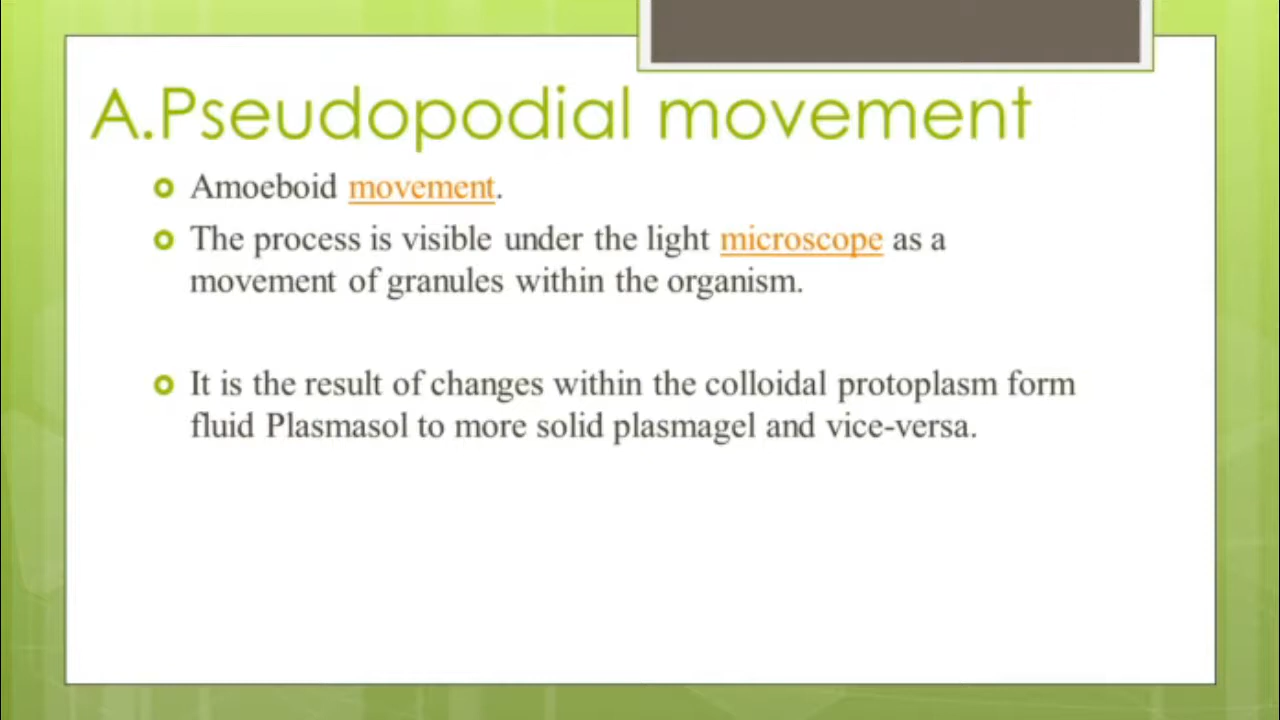 A.Pseudopodial movement
Amoeboid movement.
The process is visible under the light microscope as a
movement of granules within the organism.
It is the result of changes within the colloidal protoplasm form
fluid Plasmasol to more solid plasmagel and vice-versa.